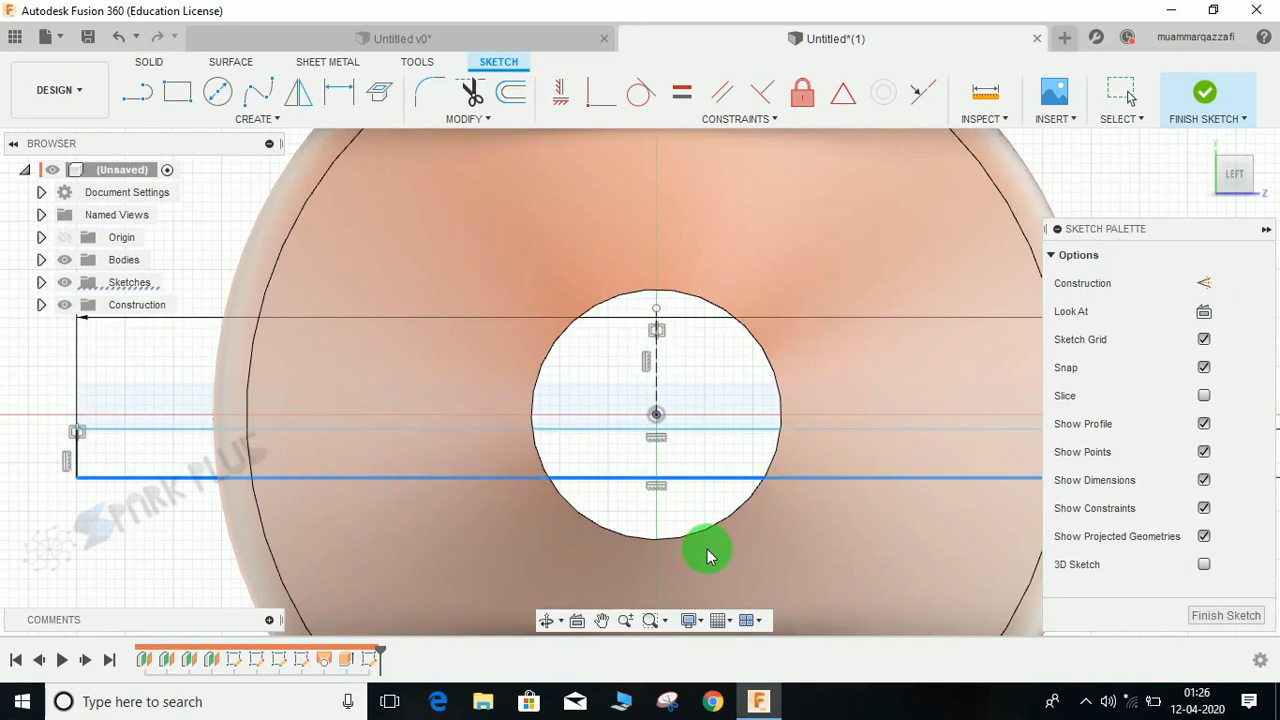 Autodesk Fusion 360 (Education License)
Untitled v0*
Untitled*(1)
muammarqazzafi
SOLID
SURFACE
SHEET METAL
TOOLS
SKETCH
DESIGN
CREATE
MODIFY
CONSTRAINTS
INSPECT
INSERT
SELECT
FINISH SKETCH
BROWSER
(Unsaved)
Document Settings
Named Views
Origin
Bodies
Sketches
Construction
Y
LEFT
Z
SKETCH PALETTE
Options
Construction
Look At
Sketch Grid
Snap
Slice
Show Profile
Show Points
Show Dimensions
Show Constraints
Show Projected Geometries
3D Sketch
Finish Sketch
SPARK PLUS
COMMENTS
Type here to search
01:26
12-04-2020